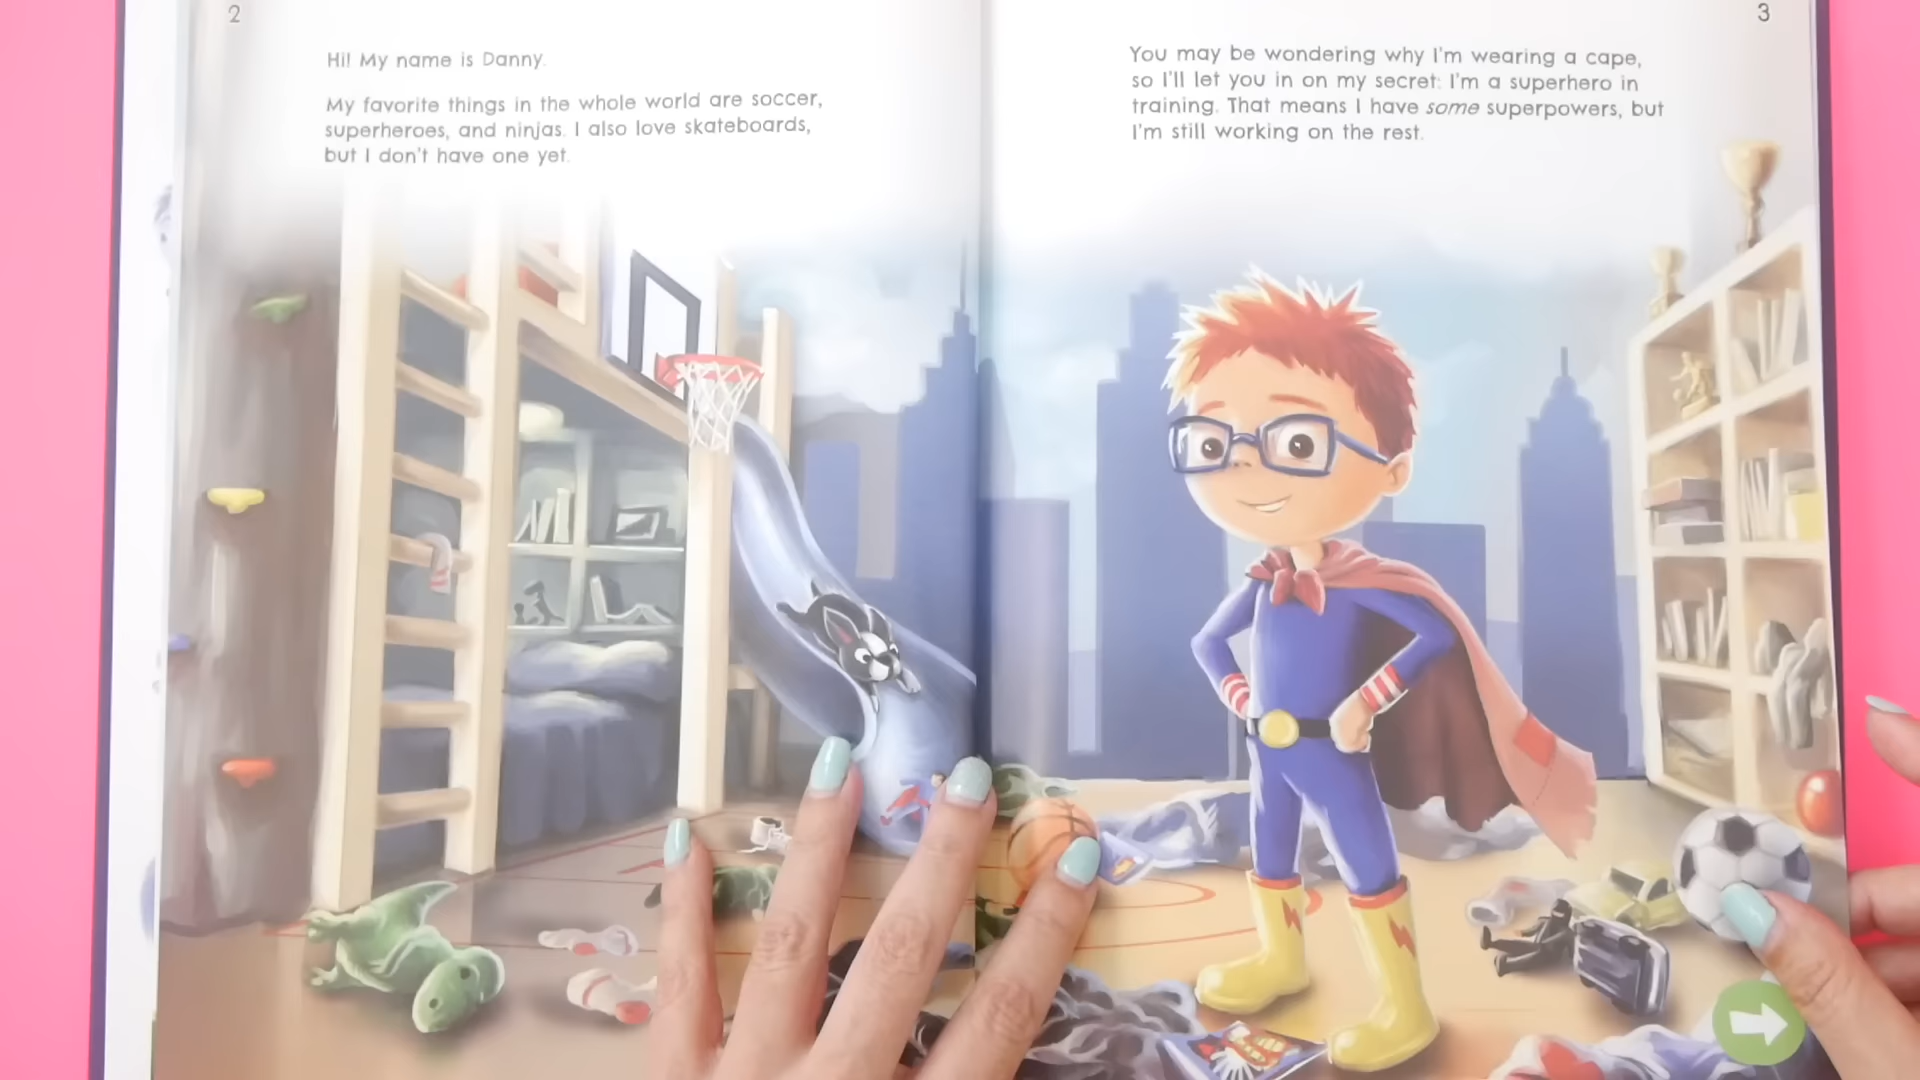 2
Hi! My name is Danny.
My favorite things in the whole world are soccer,
superheroes, and ninjas. I also love skateboards,
but I don't have one yet.
3
You may be wondering why I'm wearing a cape,
so I'll let you in on my secret: I'm a superhero in
training. That means I have some superpowers, but
I'm still working on the rest.